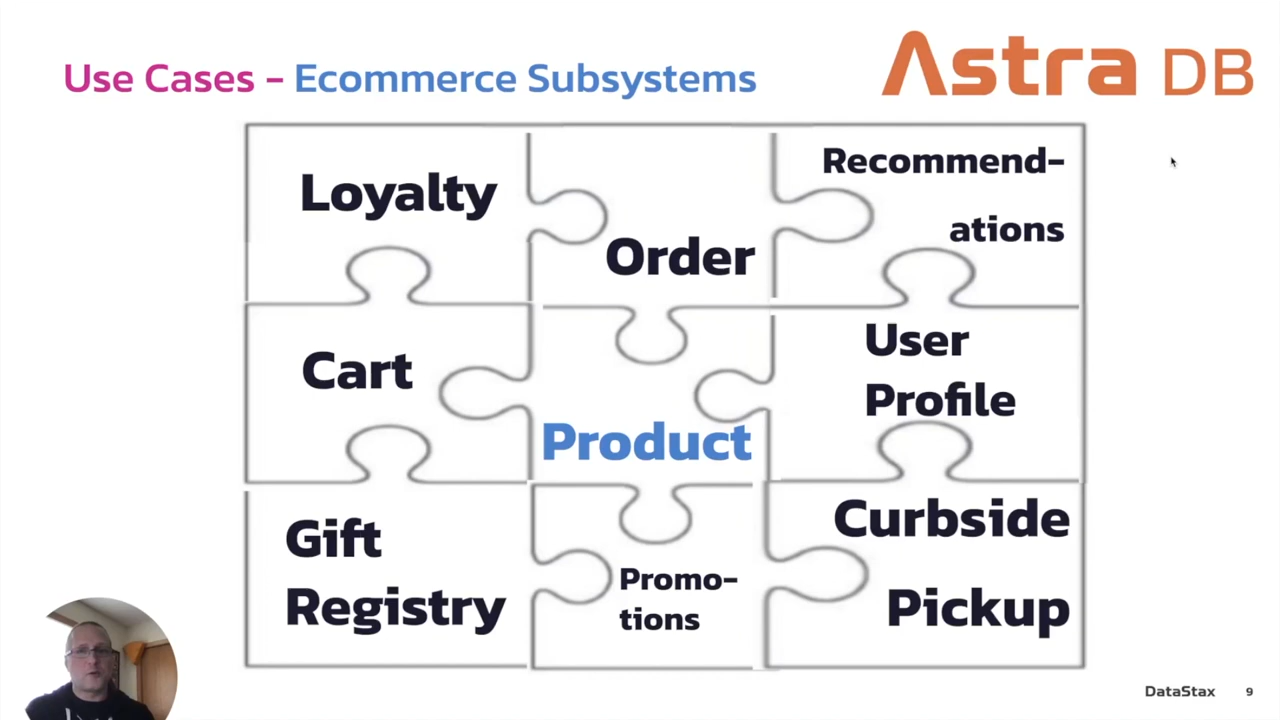 Use Cases - Ecommerce Subsystems
Astra DB
Loyalty
Order
Recommend-
ations
Cart
Product
User
Profile
Gift
Registry
Promo-
tions
Curbside
Pickup
DataStax 9